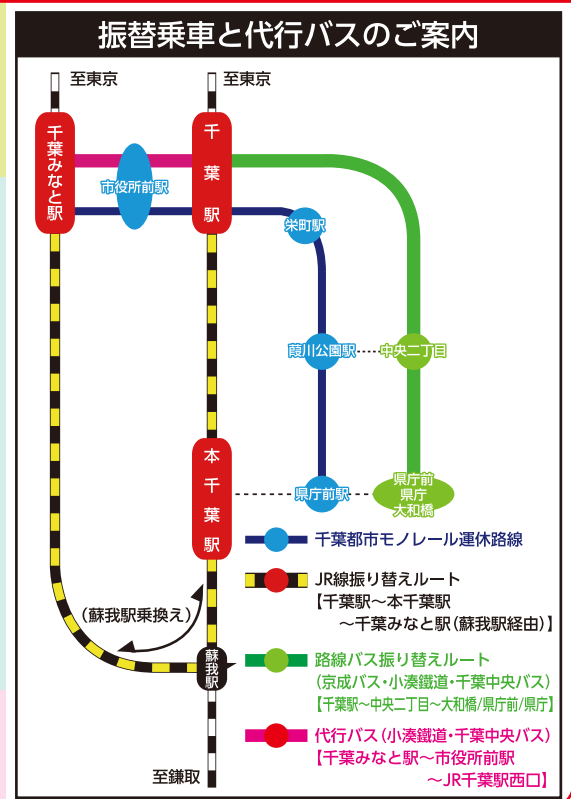 振替乗車と代行バスのご案内
至東京
至東京
千葉みなと駅
千葉駅
市役所前駅
栄町駅
葭川公園駅
中央二丁目
本千葉駅
県庁前駅
県庁前
県庁
大和橋
千葉都市モノレール運休路線
JR線振り替えルート
【千葉駅～本千葉駅
～千葉みなと駅(蘇我駅経由)】
(蘇我駅乗換え)
蘇我駅
路線バス振り替えルート
(京成バス・小湊鐵道・千葉中央バス)
【千葉駅～中央二丁目～大和橋/県庁前/県庁】
代行バス(小湊鐵道・千葉中央バス)
【千葉みなと駅～市役所前駅
～JR千葉駅西口】
至鎌取